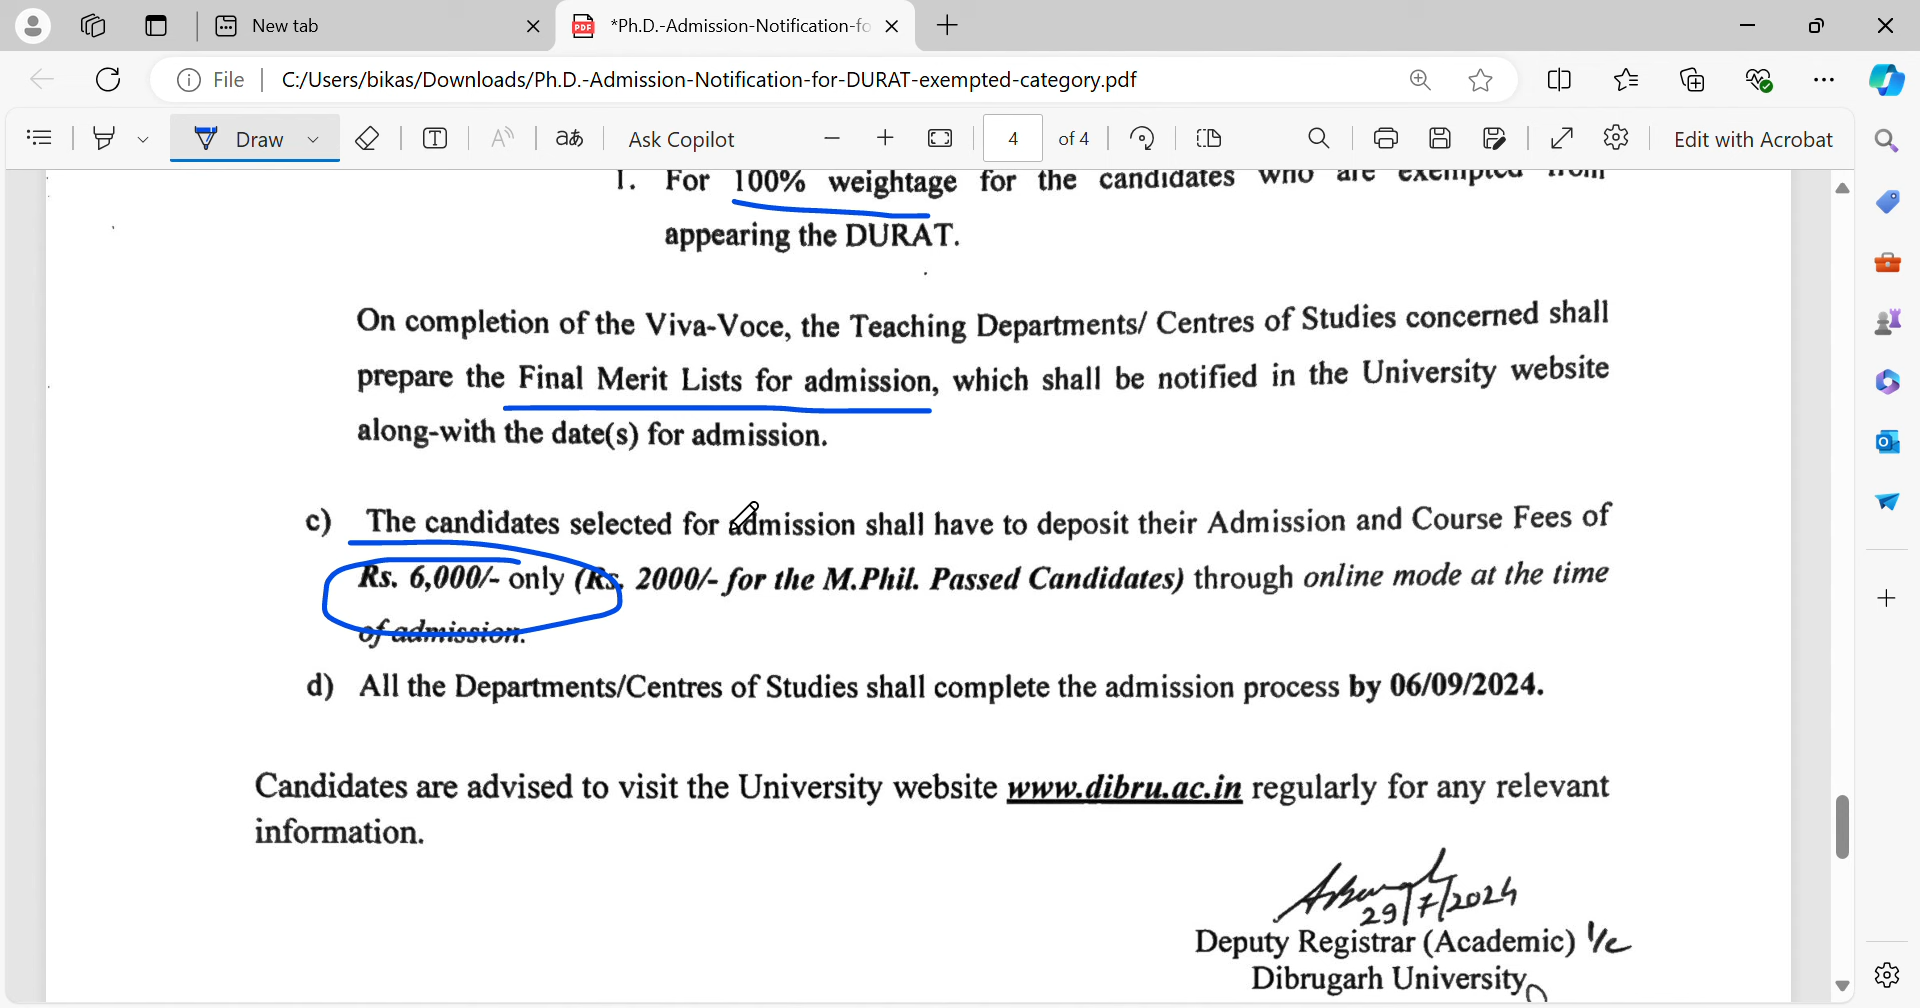 New tab
*Ph.D.-Admission-Notification-fo
File
C:/Users/bikas/Downloads/Ph.D.-Admission-Notification-for-DURAT-exempted-category.pdf
Draw
T
A
aあ
Ask Copilot
4
of 4
Edit with Acrobat
1. For 100% weightage for the candidates who are exempted from
appearing the DURAT.
On completion of the Viva-Voce, the Teaching Departments/ Centres of Studies concerned shall
prepare the Final Merit Lists for admission, which shall be notified in the University website
along-with the date(s) for admission.
c) The candidates selected for admission shall have to deposit their Admission and Course Fees of
Rs. 6,000/- only (Rs. 2000/- for the M.Phil. Passed Candidates) through online mode at the time
of admission.
d) All the Departments/Centres of Studies shall complete the admission process by 06/09/2024.
Candidates are advised to visit the University website www.dibru.ac.in regularly for any relevant
information.
29/7/2024
Deputy Registrar (Academic) i/c
Dibrugarh University